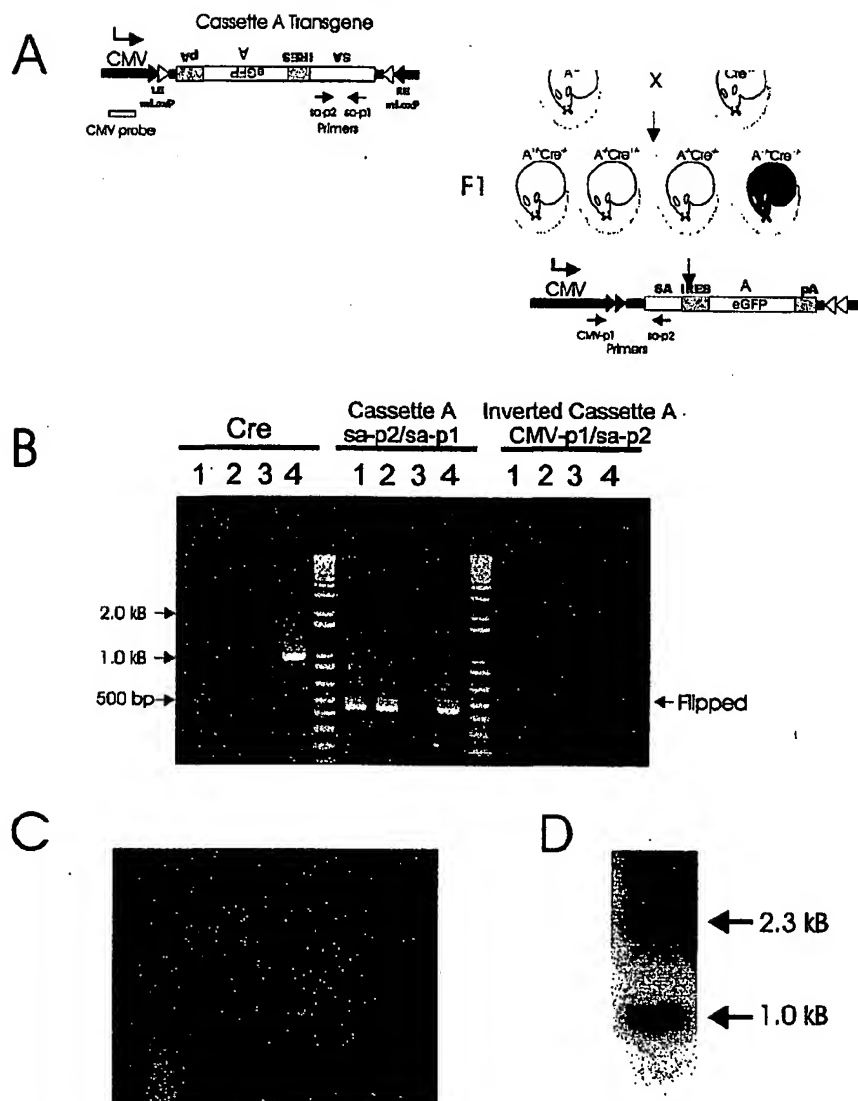 A
Cassette A Transgene
CMV
pA
A
eGFP
IRES
SA
LE
RE
sa-p2
sa-p1
Primers
CMV probe
X
F1
CMV
SA
IRES
A
eGFP
pA
CMV-p1
sa-p2
Primers
B
Cre
Cassette A
sa-p2/sa-p1
Inverted Cassette A
CMV-p1/sa-p2
1 2 3 4
1 2 3 4
1 2 3 4
2.0 kB
1.0 kB
500 bp
Flipped
C
D
2.3 kB
1.0 kB